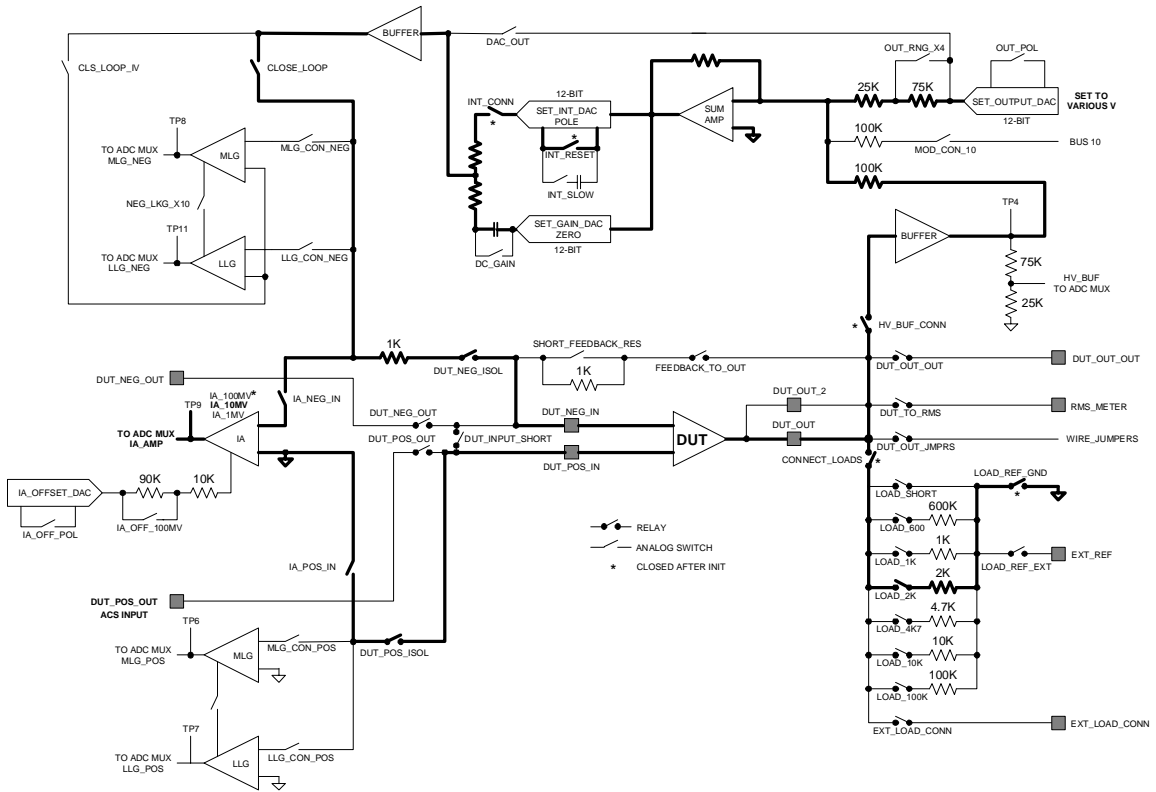 BUFFER
DAC_OUT
OUT_RNG_X4
OUT_POL
CLS_LOOP_IV
CLOSE_LOOP
25K
75K
SET_OUTPUT_DAC
12-BIT
SET TO
VARIOUS V
INT_CONN
*
12-BIT
SET_INT_DAC
POLE
*
INT_RESET
INT_SLOW
SUM
AMP
100K
MOD_CON_10
BUS 10
100K
TP8
TO ADC MUX
MLG_NEG
MLG
MLG_CON_NEG
NEG_LKG_X10
TP11
TO ADC MUX
LLG_NEG
LLG
LLG_CON_NEG
SET_GAIN_DAC
ZERO
12-BIT
DC_GAIN
BUFFER
TP4
75K
HV_BUF
TO ADC MUX
25K
* HV_BUF_CONN
1K
DUT_NEG_ISOL
SHORT_FEEDBACK_RES
1K
FEEDBACK_TO_OUT
DUT_OUT_OUT
DUT_OUT_OUT
DUT_NEG_OUT
TP9
IA_100MV*
IA_10MV
IA_1MV
IA
TO ADC MUX
IA_AMP
IA_NEG_IN
DUT_NEG_OUT
DUT_POS_OUT
DUT_INPUT_SHORT
DUT_NEG_IN
DUT_POS_IN
DUT
DUT_OUT_2
DUT_OUT
DUT_TO_RMS
RMS_METER
DUT_OUT_JMPRS
WIRE_JUMPERS
CONNECT_LOADS
*
IA_OFFSET_DAC
90K
10K
IA_OFF_POL
IA_OFF_100MV
LOAD_REF_GND
*
LOAD_SHORT
600K
LOAD_600
RELAY
ANALOG SWITCH
* CLOSED AFTER INIT
1K
LOAD_1K
LOAD_REF_EXT
EXT_REF
IA_POS_IN
2K
LOAD_2K
DUT_POS_OUT
ACS INPUT
4.7K
LOAD_4K7
TP6
TO ADC MUX
MLG_POS
MLG
MLG_CON_POS
DUT_POS_ISOL
10K
LOAD_10K
100K
LOAD_100K
TP7
TO ADC MUX
LLG_POS
LLG
LLG_CON_POS
EXT_LOAD_CONN
EXT_LOAD_CONN